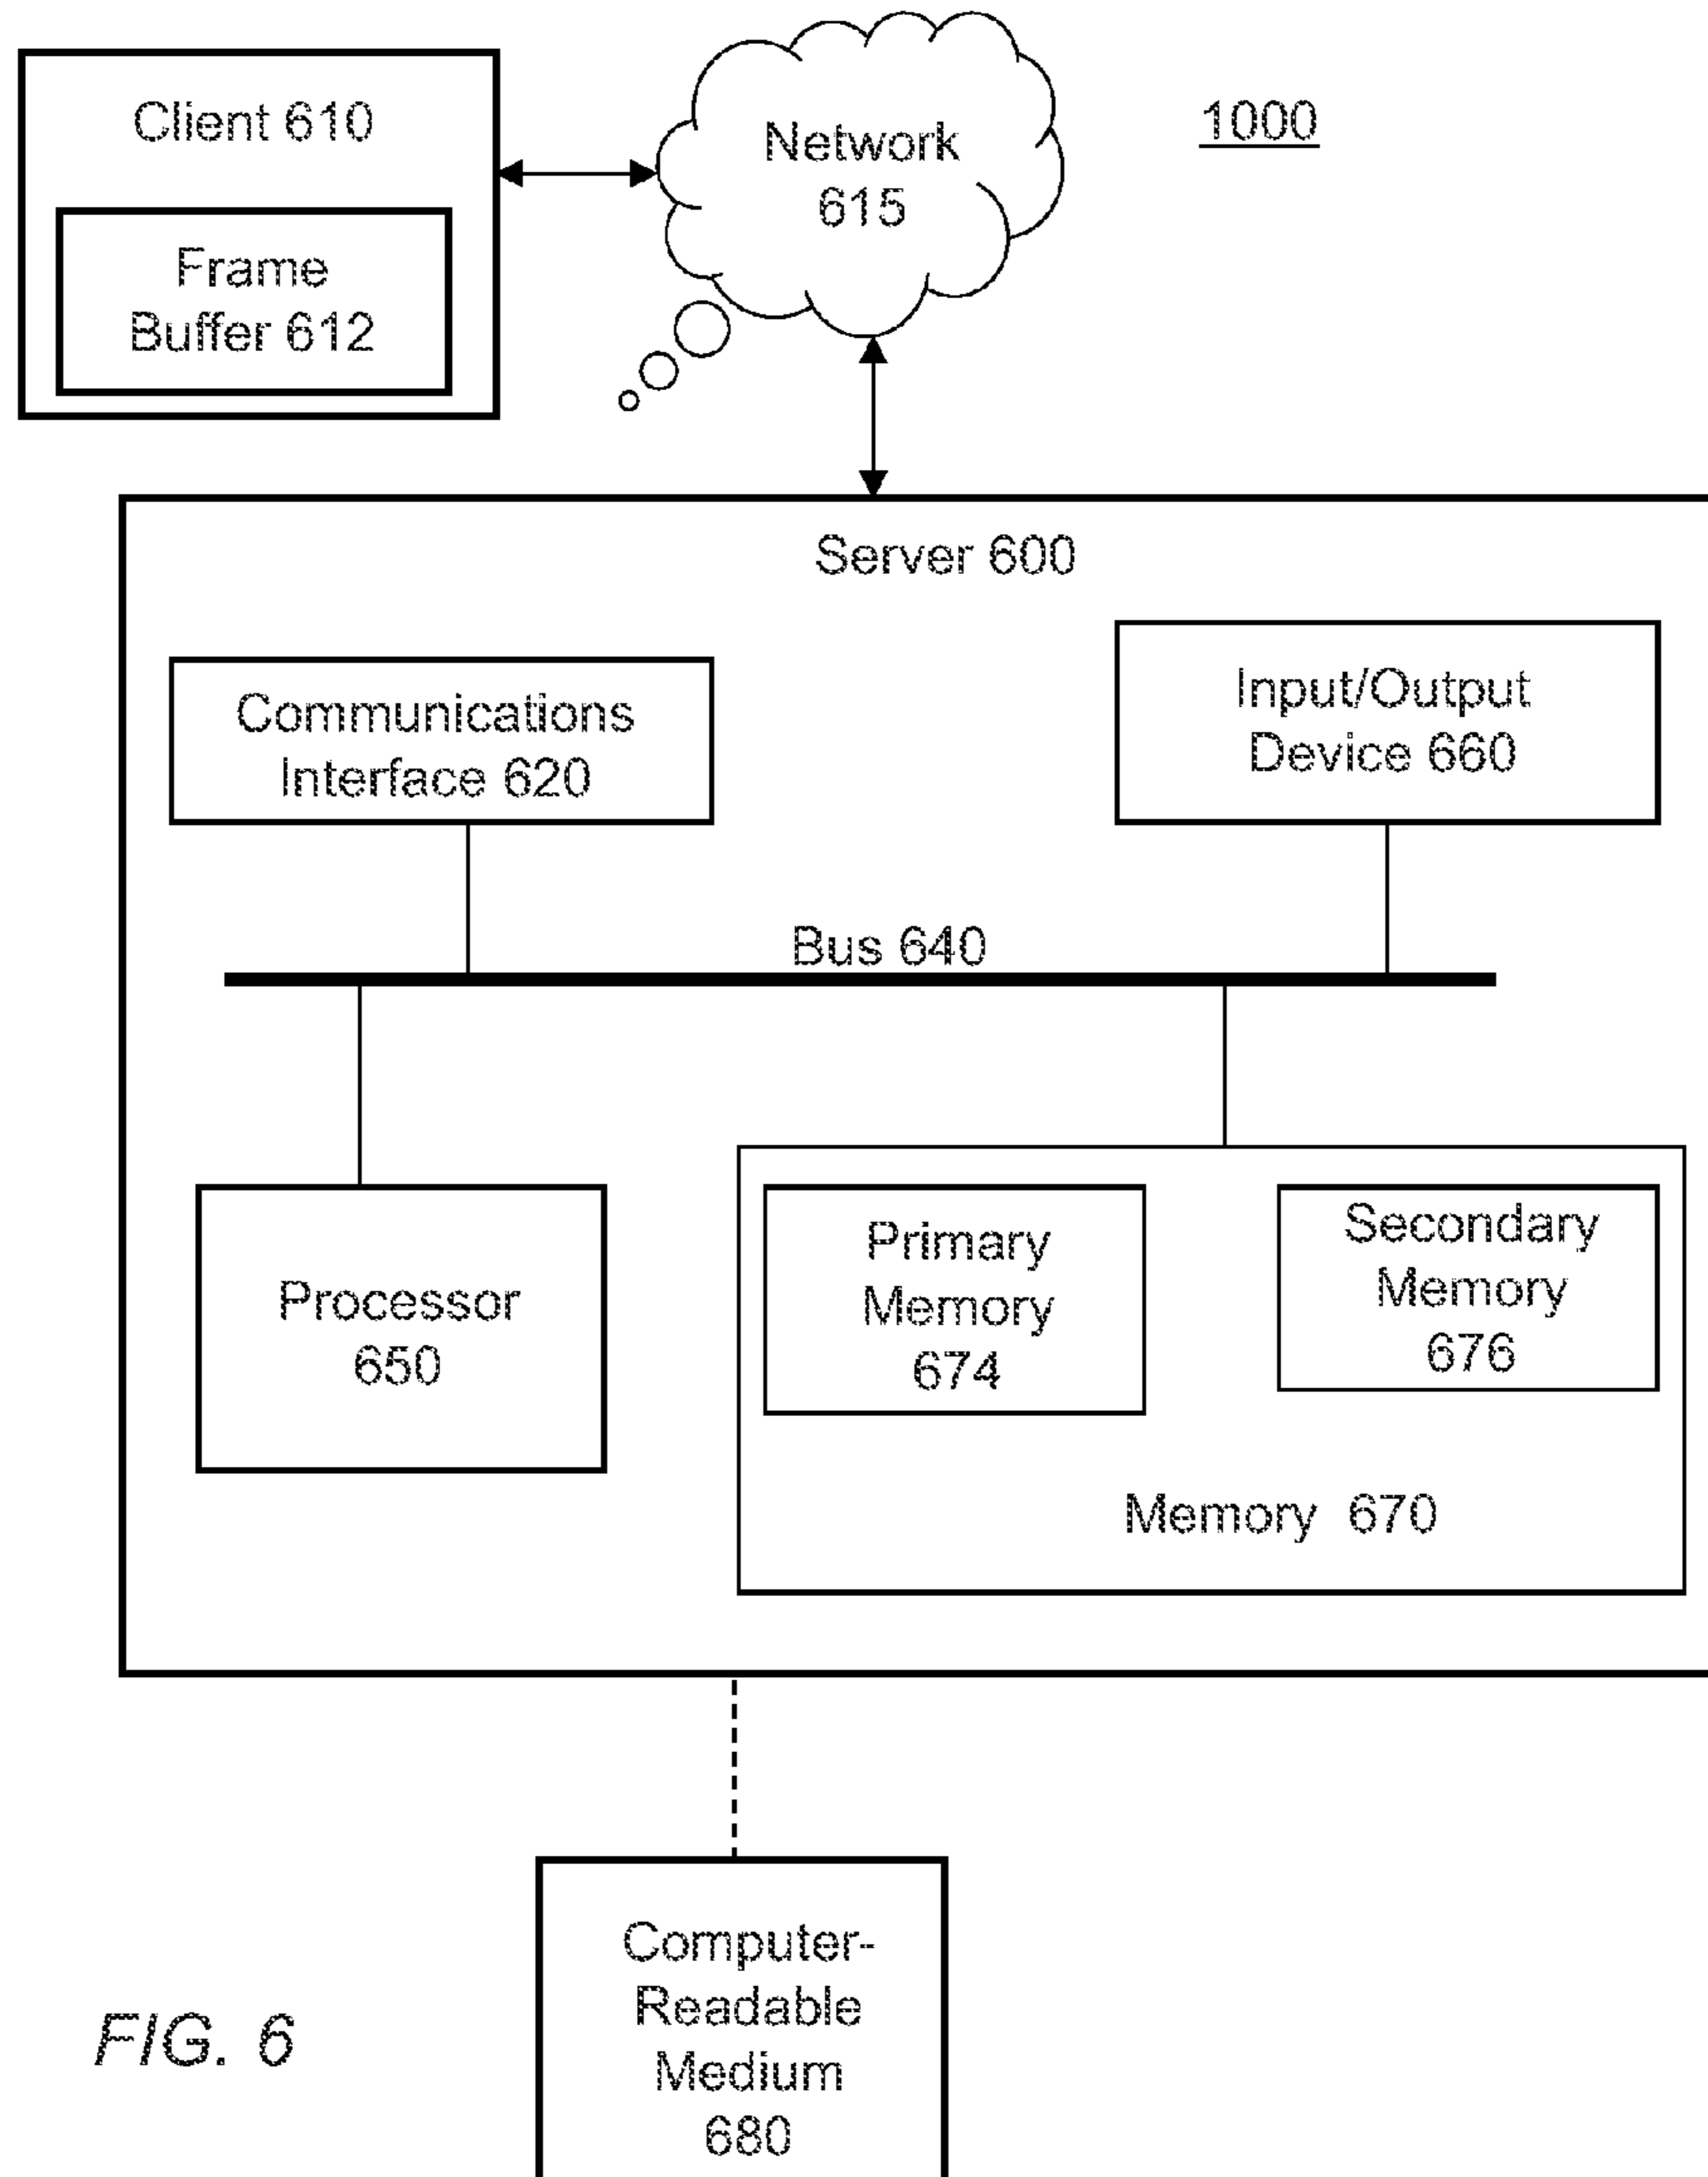 Client 610
Frame
Buffer 612
Network
615
1000
Server 600
Communications
Interface 620
Input/Output
Device 660
Bus 640
Processor
650
Primary
Memory
674
Secondary
Memory
676
Memory 670
Computer-
Readable
Medium
680
FIG. 6